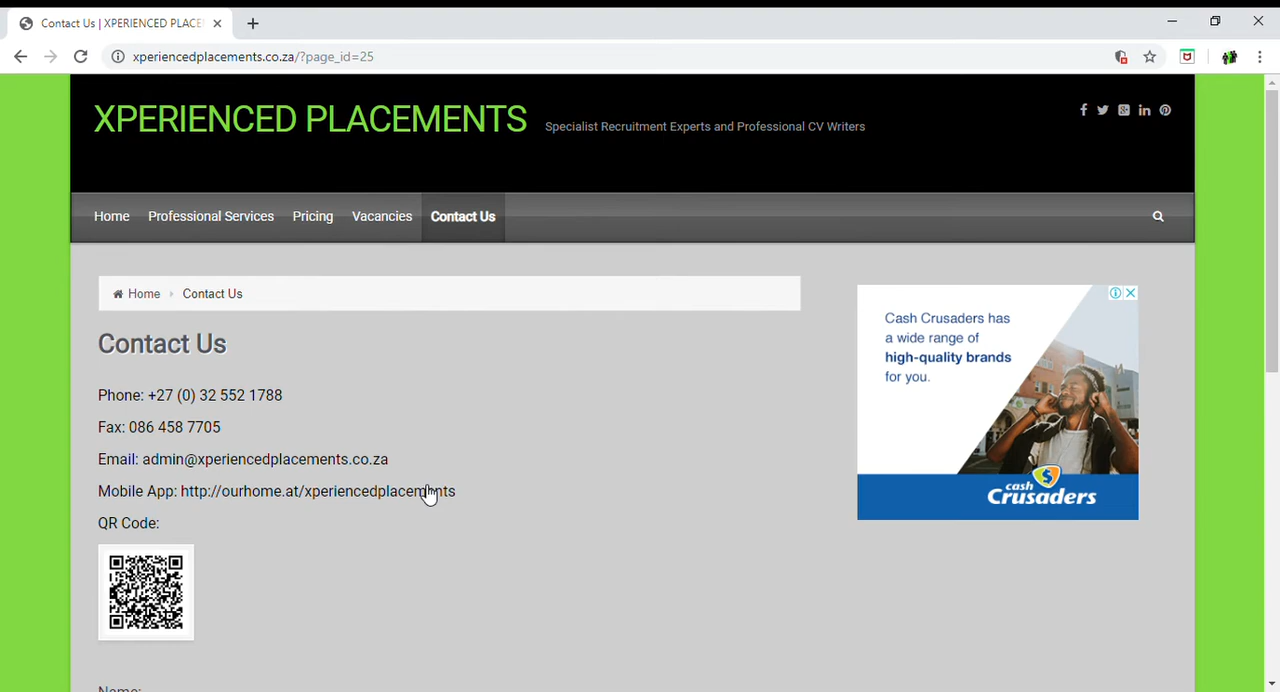 Contact Us | XPERIENCED PLACE
xperiencedplacements.co.za/?page_id=25
XPERIENCED PLACEMENTS
Specialist Recruitment Experts and Professional CV Writers
Home Professional Services Pricing Vacancies Contact Us
Home Contact Us
Contact Us
Phone: +27 (0) 32 552 1788
Fax: 086 458 7705
Email: admin@xperiencedplacements.co.za
Mobile App: http://ourhome.at/xperiencedplacements
QR Code:
Name:
Cash Crusaders has
a wide range of
high-quality brands
for you.
cash
Crusaders